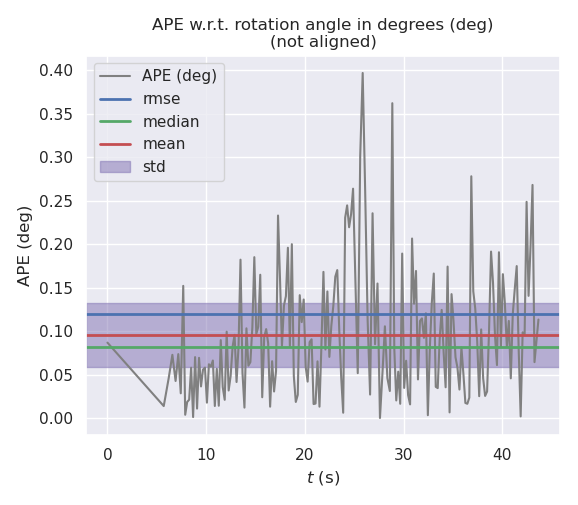 APE w.r.t. rotation angle in degrees (deg)
(not aligned)
APE (deg)
rmse
median
mean
std
APE (deg)
0.40
0.35
0.30
0.25
0.20
0.15
0.10
0.05
0.00
0 10 20 30 40
t (s)